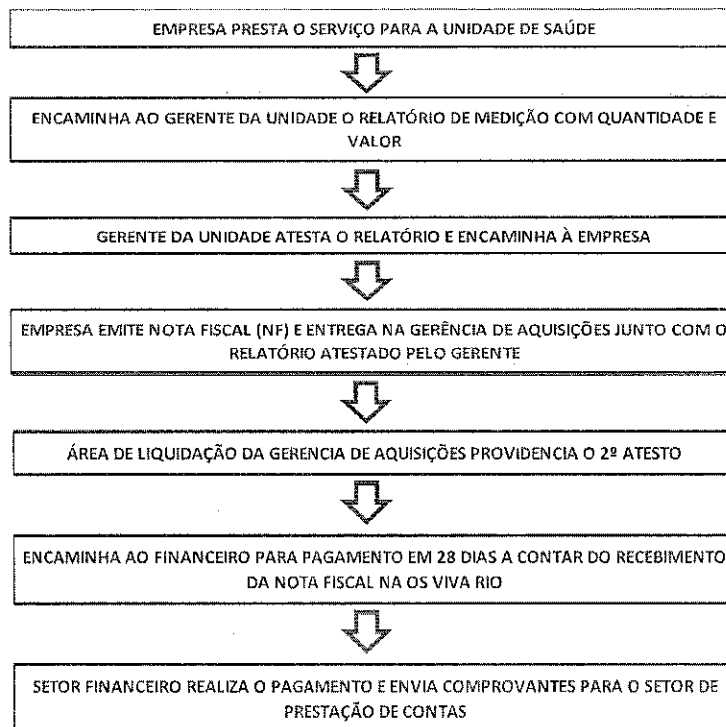 EMPRESA PRESTA O SERVIÇO PARA A UNIDADE DE SAÚDE
ENCAMINHA AO GERENTE DA UNIDADE O RELATÓRIO DE MEDIÇÃO COM QUANTIDADE E
VALOR
GERENTE DA UNIDADE ATESTA O RELATÓRIO E ENCAMINHA À EMPRESA
EMPRESA EMITE NOTA FISCAL (NF) E ENTREGA NA GERÊNCIA DE AQUISIÇÕES JUNTO COM O
RELATÓRIO ATESTADO PELO GERENTE
ÁREA DE LIQUIDAÇÃO DA GERENCIA DE AQUISIÇÕES PROVIDENCIA O 2º ATESTO
ENCAMINHA AO FINANCEIRO PARA PAGAMENTO EM 28 DIAS A CONTAR DO RECEBIMENTO
DA NOTA FISCAL NA OS VIVA RIO
SETOR FINANCEIRO REALIZA O PAGAMENTO E ENVIA COMPROVANTES PARA O SETOR DE
PRESTAÇÃO DE CONTAS